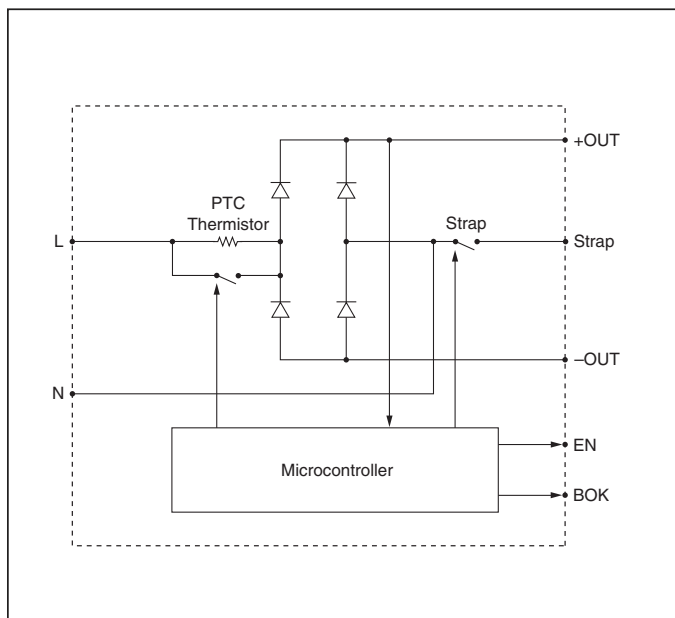 +OUT
PTC
Thermistor
Strap
L
Strap
–OUT
N
EN
Microcontroller
BOK